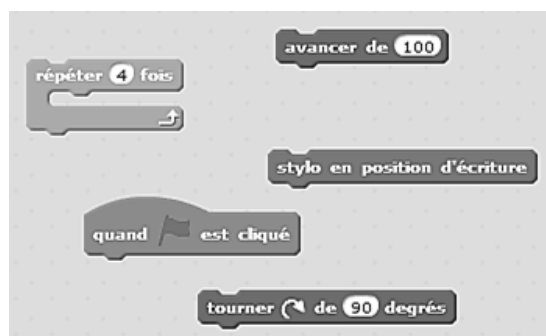 avancer de 100
répéter 4 fois
stylo en position d'écriture
quand est cliqué
tourner de 90 degrés